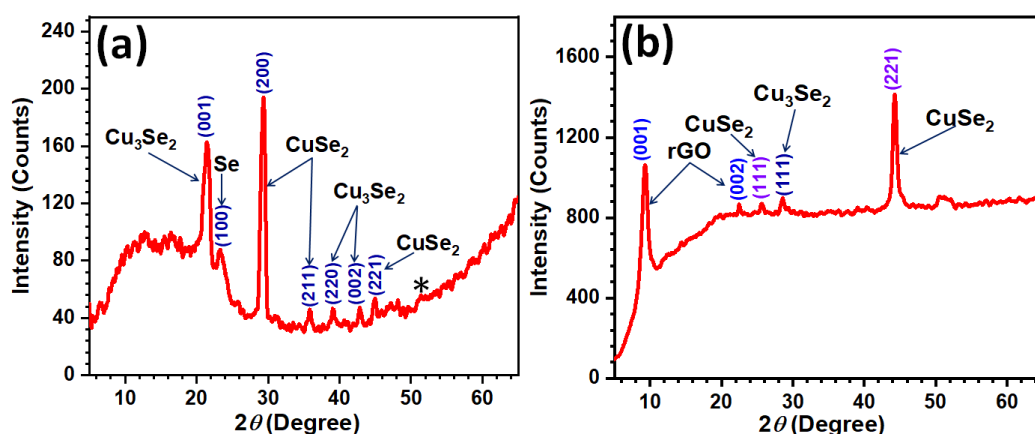 (a)
Intensity (Counts)
240
200
160
120
80
40
0
10
20
30
40
50
60
2θ (Degree)
Cu3Se2
(001)
Se
(100)
(200)
CuSe2
Cu3Se2
CuSe2
(211)
(220)
(002)
(221)
*
(b)
Intensity (Counts)
1600
1200
800
400
0
10
20
30
40
50
60
2θ (Degree)
(001)
rGO
(002)
CuSe2
(111)
Cu3Se2
(111)
(221)
CuSe2